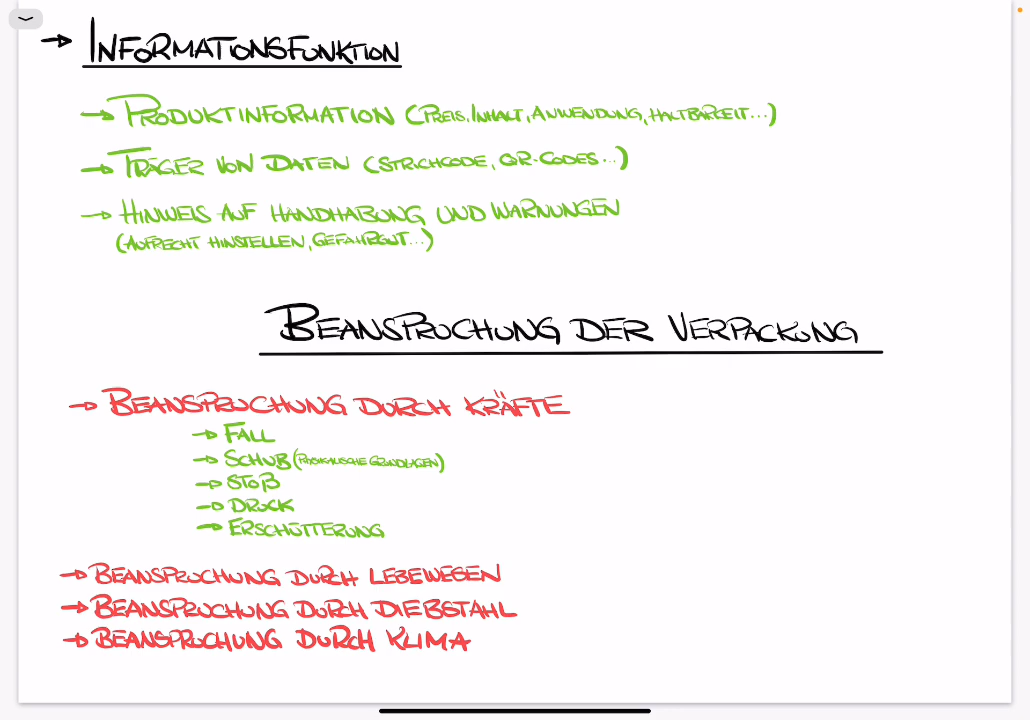 → INFORMATIONSFUNKTION
→ PRODUKTINFORMATION (PREIS, INHALT, ANWENDUNG, HALTBARKEIT...)
→ TRÄGER VON DATEN (STRICHCODE, QR-CODES...)
→ HINWEIS AUF HANDHABUNG UND WARNUNGEN
(AUFRECHT HINSTELLEN, GEFAHRGUT...)
BEANSPRUCHUNG DER VERPACKUNG
→ BEANSPRUCHUNG DURCH KRÄFTE
→ FALL
→ SCHUB (PHYSIKALISCHE GRUNDLAGEN)
→ STOß
→ DRUCK
→ ERSCHÜTTERUNG
→ BEANSPRUCHUNG DURCH LEBEWESEN
→ BEANSPRUCHUNG DURCH DIEBSTAHL
→ BEANSPRUCHUNG DURCH KLIMA